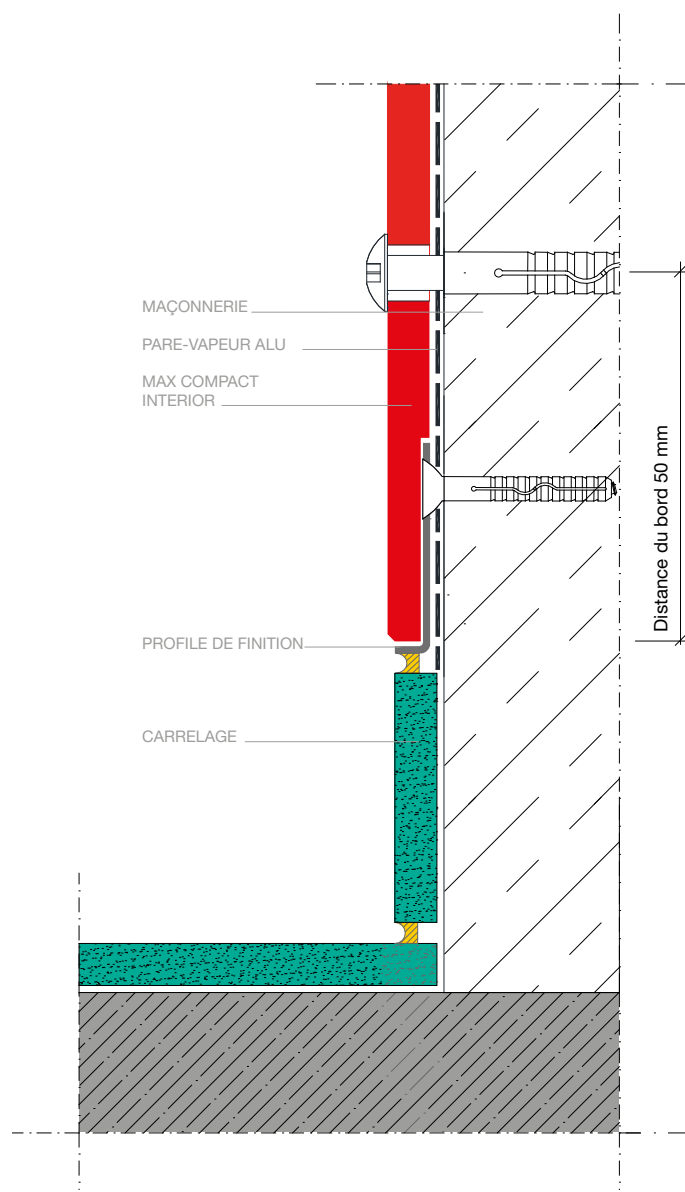 MAÇONNERIE
PARE-VAPEUR ALU
MAX COMPACT
INTERIOR
Distance du bord 50 mm
PROFILE DE FINITION
CARRELAGE